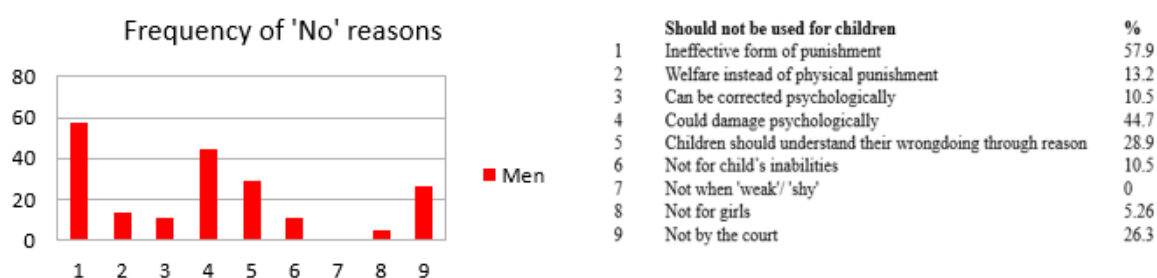 Frequency of 'No' reasons
80
60
40
20
0
1 2 3 4 5 6 7 8 9
Men
Should not be used for children %
1 Ineffective form of punishment 57.9
2 Welfare instead of physical punishment 13.2
3 Can be corrected psychologically 10.5
4 Could damage psychologically 44.7
5 Children should understand their wrongdoing through reason 28.9
6 Not for child's inabilities 10.5
7 Not when 'weak'/ 'shy' 0
8 Not for girls 5.26
9 Not by the court 26.3